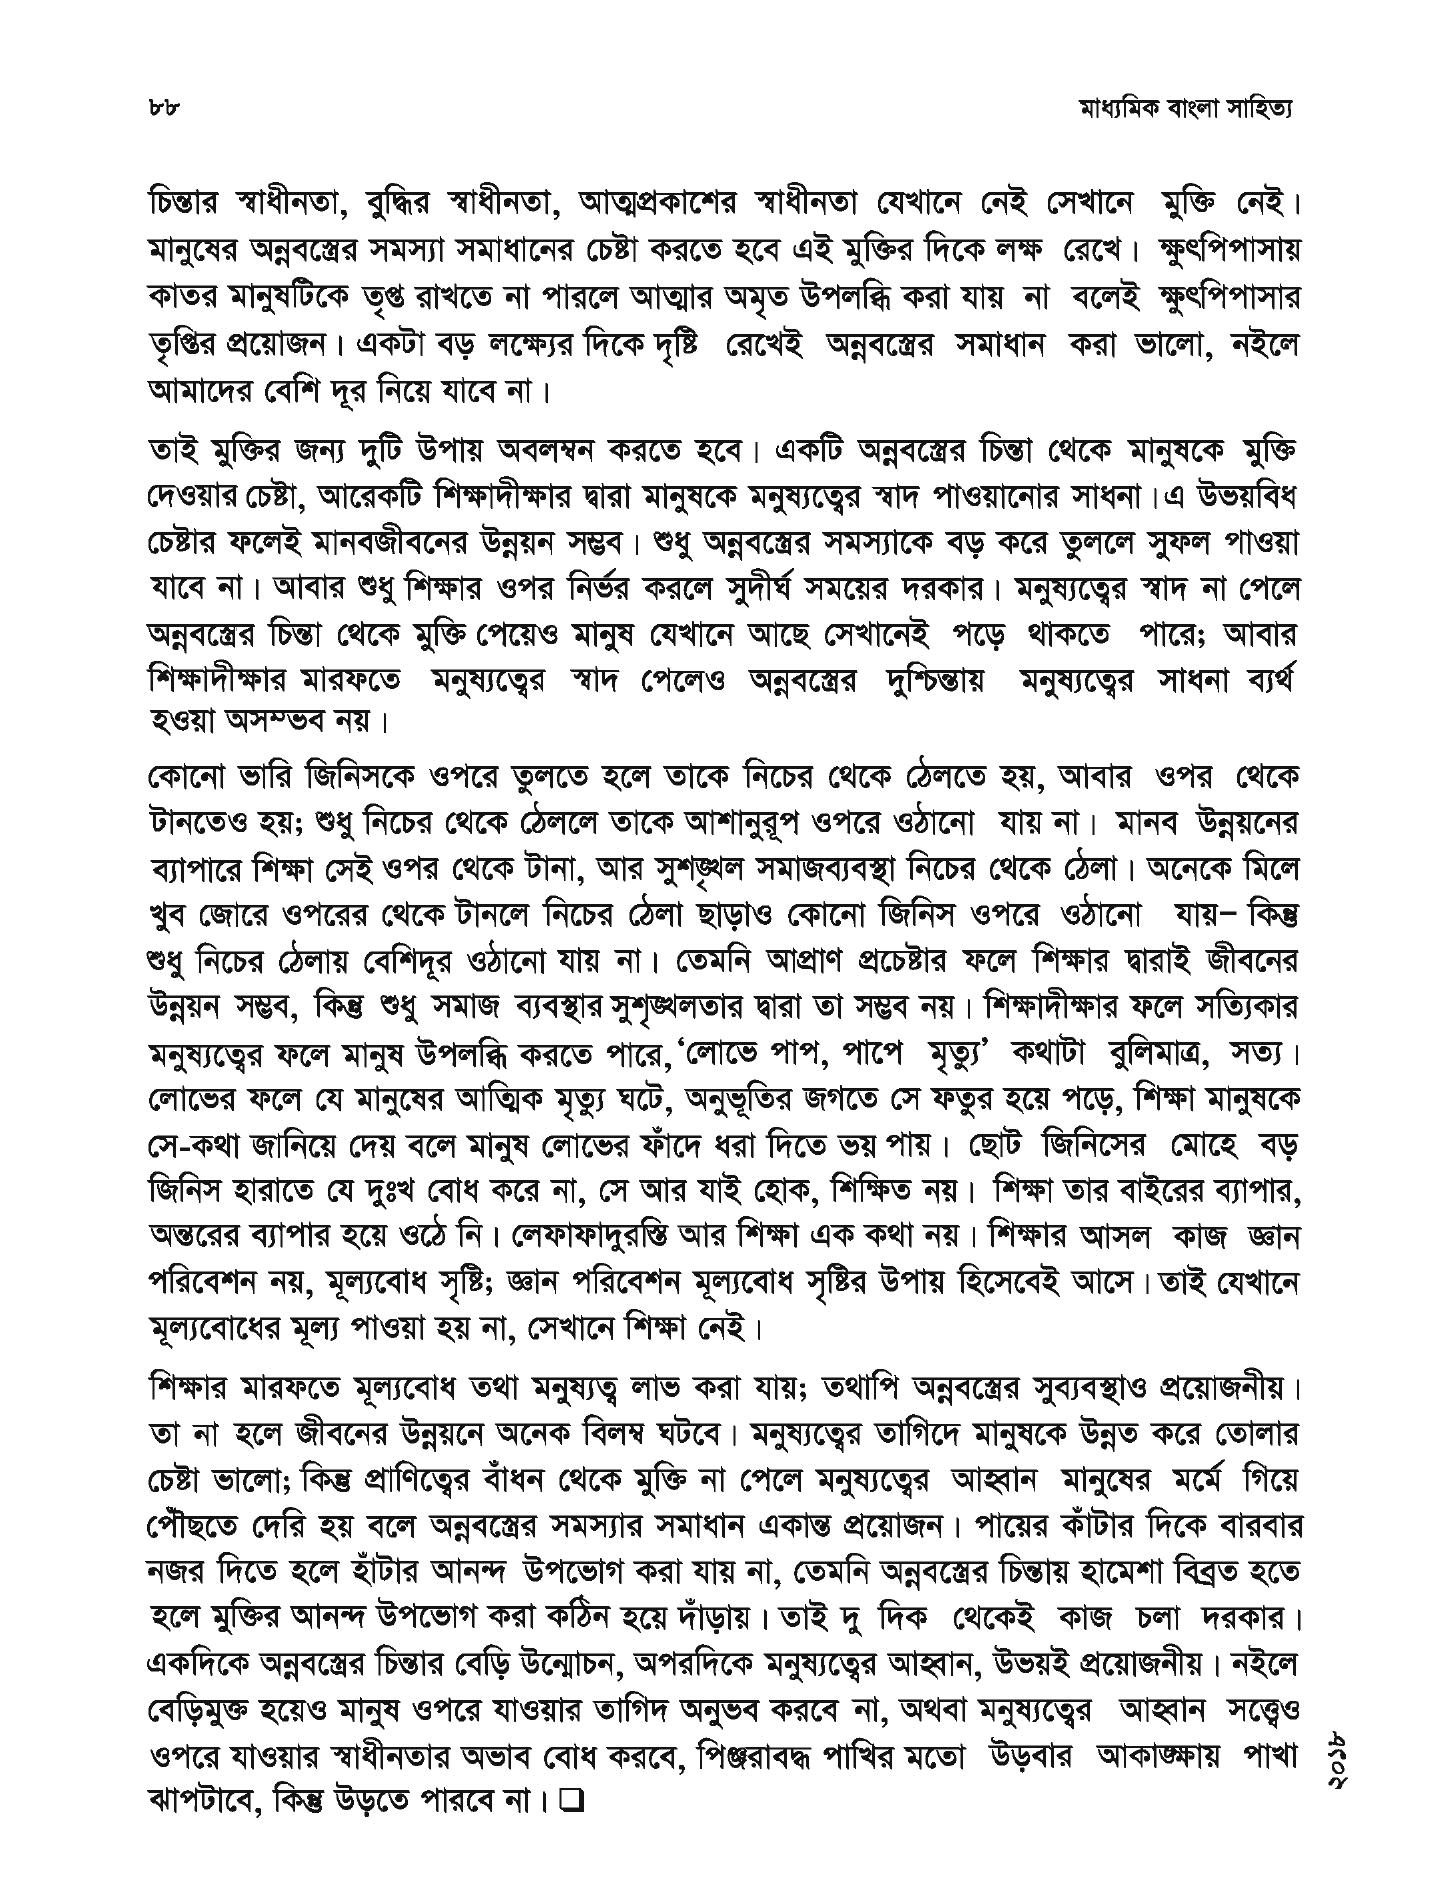 ৮৮
মাধ্যমিক বাংলা সাহিত্য
চিন্তার স্বাধীনতা, বুদ্ধির স্বাধীনতা, আত্মপ্রকাশের স্বাধীনতা যেখানে নেই সেখানে মুক্তি নেই।
মানুষের অন্নবস্ত্রের সমস্যা সমাধানের চেষ্টা করতে হবে এই মুক্তির দিকে লক্ষ রেখে। ক্ষুৎপিপাসায়
কাতর মানুষটিকে তৃপ্ত রাখতে না পারলে আত্মার অমৃত উপলব্ধি করা যায় না বলেই ক্ষুৎপিপাসার
তৃপ্তির প্রয়োজন। একটা বড় লক্ষ্যের দিকে দৃষ্টি রেখেই অন্নবস্ত্রের সমাধান করা ভালো, নইলে
আমাদের বেশি দূর নিয়ে যাবে না।
তাই মুক্তির জন্য দুটি উপায় অবলম্বন করতে হবে। একটি অন্নবস্ত্রের চিন্তা থেকে মানুষকে মুক্তি
দেওয়ার চেষ্টা, আরেকটি শিক্ষাদীক্ষার দ্বারা মানুষকে মনুষ্যত্বের স্বাদ পাওয়ানোর সাধনা। এ উভয়বিধ
চেষ্টার ফলেই মানবজীবনের উন্নয়ন সম্ভব। শুধু অন্নবস্ত্রের সমস্যাকে বড় করে তুললে সুফল পাওয়া
যাবে না। আবার শুধু শিক্ষার ওপর নির্ভর করলে সুদীর্ঘ সময়ের দরকার। মনুষ্যত্বের স্বাদ না পেলে
অন্নবস্ত্রের চিন্তা থেকে মুক্তি পেয়েও মানুষ যেখানে আছে সেখানেই পড়ে থাকতে পারে; আবার
শিক্ষাদীক্ষার মারফতে মনুষ্যত্বের স্বাদ পেলেও অন্নবস্ত্রের দুশ্চিন্তায় মনুষ্যত্বের সাধনা ব্যর্থ
হওয়া অসম্ভব নয়।
কোনো ভারি জিনিসকে ওপরে তুলতে হলে তাকে নিচের থেকে ঠেলতে হয়, আবার ওপর থেকে
টানতেও হয়; শুধু নিচের থেকে ঠেললে তাকে আশানুরূপ ওপরে ওঠানো যায় না। মানব উন্নয়নের
ব্যাপারে শিক্ষা সেই ওপর থেকে টানা, আর সুশৃঙ্খল সমাজব্যবস্থা নিচের থেকে ঠেলা। অনেকে মিলে
খুব জোরে ওপরের থেকে টানলে নিচের ঠেলা ছাড়াও কোনো জিনিস ওপরে ওঠানো যায়– কিন্তু
শুধু নিচের ঠেলায় বেশিদূর ওঠানো যায় না। তেমনি আপ্রাণ প্রচেষ্টার ফলে শিক্ষার দ্বারাই জীবনের
উন্নয়ন সম্ভব, কিন্তু শুধু সমাজ ব্যবস্থার সুশৃঙ্খলতার দ্বারা তা সম্ভব নয়। শিক্ষাদীক্ষার ফলে সত্যিকার
মনুষ্যত্বের ফলে মানুষ উপলব্ধি করতে পারে, ‘লোভে পাপ, পাপে মৃত্যু’ কথাটা বুলিমাত্র, সত্য।
লোভের ফলে যে মানুষের আত্মিক মৃত্যু ঘটে, অনুভূতির জগতে সে ফতুর হয়ে পড়ে, শিক্ষা মানুষকে
সে-কথা জানিয়ে দেয় বলে মানুষ লোভের ফাঁদে ধরা দিতে ভয় পায়। ছোট জিনিসের মোহে বড়
জিনিস হারাতে যে দুঃখ বোধ করে না, সে আর যাই হোক, শিক্ষিত নয়। শিক্ষা তার বাইরের ব্যাপার,
অন্তরের ব্যাপার হয়ে ওঠে নি। লেফাফাদুরস্তি আর শিক্ষা এক কথা নয়। শিক্ষার আসল কাজ জ্ঞান
পরিবেশন নয়, মূল্যবোধ সৃষ্টি; জ্ঞান পরিবেশন মূল্যবোধ সৃষ্টির উপায় হিসেবেই আসে। তাই যেখানে
মূল্যবোধের মূল্য পাওয়া হয় না, সেখানে শিক্ষা নেই।
শিক্ষার মারফতে মূল্যবোধ তথা মনুষ্যত্ব লাভ করা যায়; তথাপি অন্নবস্ত্রের সুব্যবস্থাও প্রয়োজনীয়।
তা না হলে জীবনের উন্নয়নে অনেক বিলম্ব ঘটবে। মনুষ্যত্বের তাগিদে মানুষকে উন্নত করে তোলার
চেষ্টা ভালো; কিন্তু প্রাণিত্বের বাঁধন থেকে মুক্তি না পেলে মনুষ্যত্বের আহ্বান মানুষের মর্মে গিয়ে
পৌঁছতে দেরি হয় বলে অন্নবস্ত্রের সমস্যার সমাধান একান্ত প্রয়োজন। পায়ের কাঁটার দিকে বারবার
নজর দিতে হলে হাঁটার আনন্দ উপভোগ করা যায় না, তেমনি অন্নবস্ত্রের চিন্তায় হামেশা বিব্রত হতে
হলে মুক্তির আনন্দ উপভোগ করা কঠিন হয়ে দাঁড়ায়। তাই দু দিক থেকেই কাজ চলা দরকার।
একদিকে অন্নবস্ত্রের চিন্তার বেড়ি উন্মোচন, অপরদিকে মনুষ্যত্বের আহ্বান, উভয়ই প্রয়োজনীয়। নইলে
বেড়িমুক্ত হয়েও মানুষ ওপরে যাওয়ার তাগিদ অনুভব করবে না, অথবা মনুষ্যত্বের আহ্বান সত্ত্বেও
ওপরে যাওয়ার স্বাধীনতার অভাব বোধ করবে, পিঞ্জরাবদ্ধ পাখির মতো উড়বার আকাঙ্ক্ষায় পাখা
ঝাপটাবে, কিন্তু উড়তে পারবে না। ❑
২০১৮